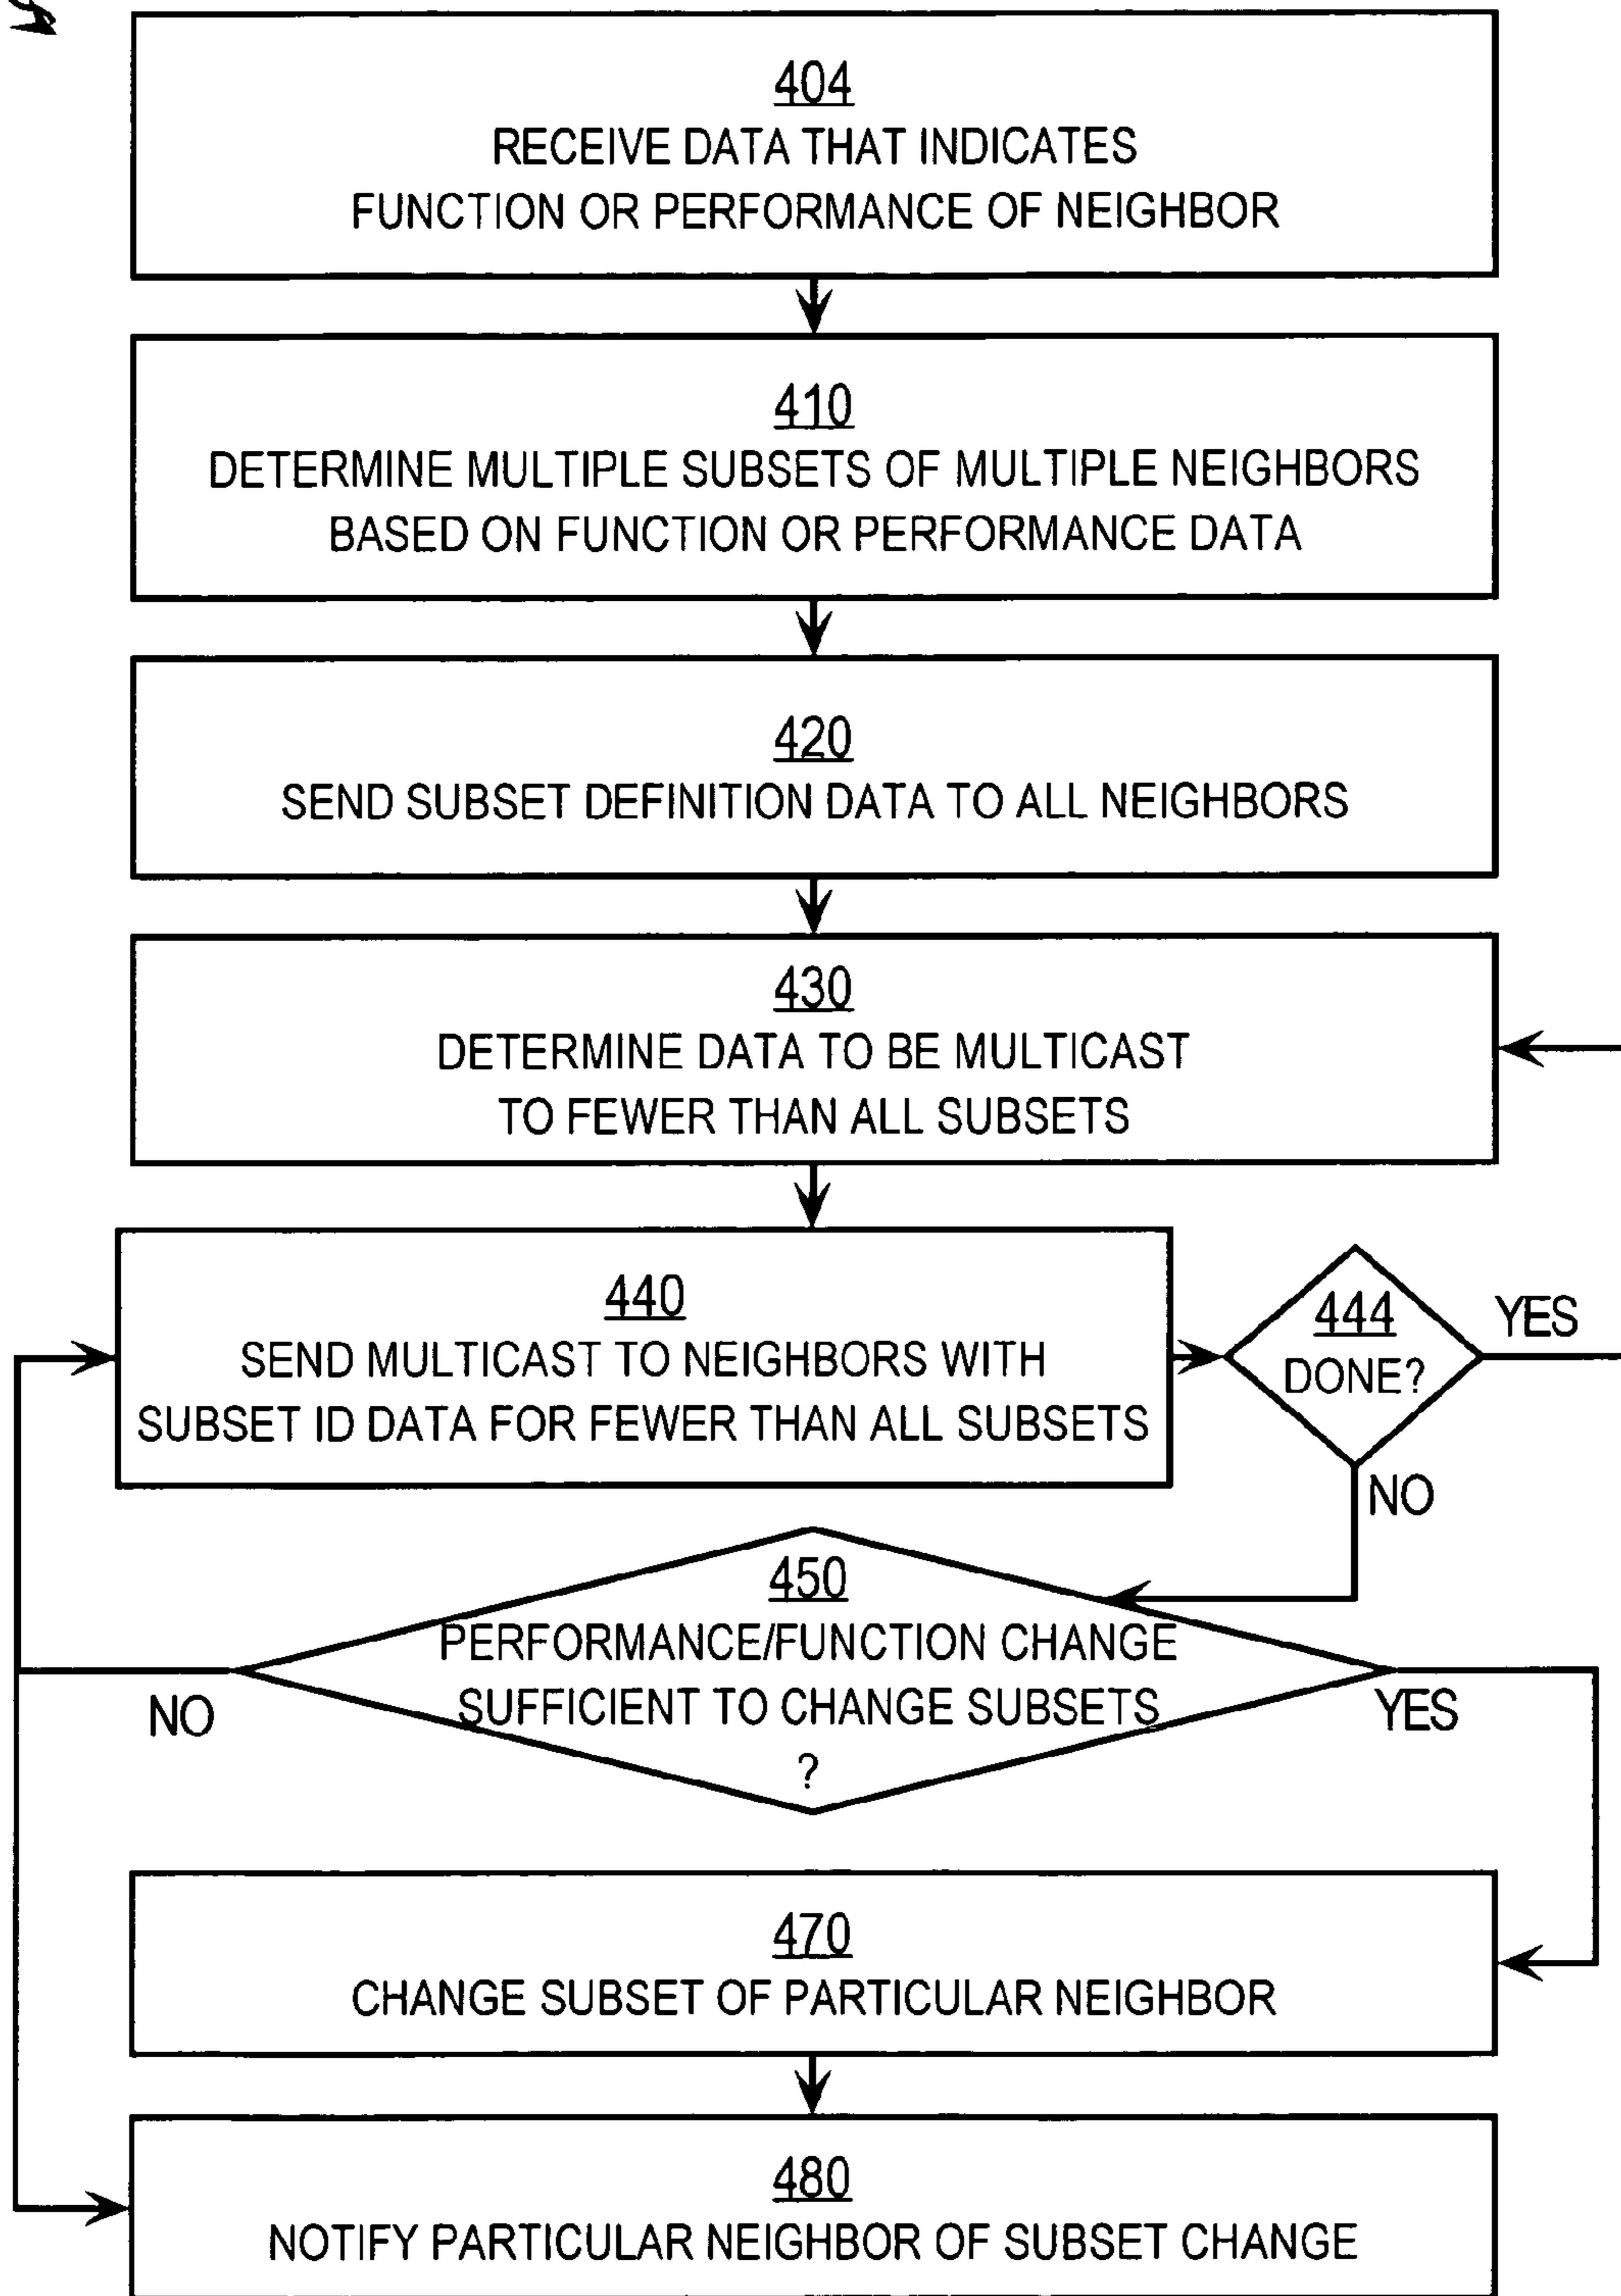 404
RECEIVE DATA THAT INDICATES
FUNCTION OR PERFORMANCE OF NEIGHBOR
410
DETERMINE MULTIPLE SUBSETS OF MULTIPLE NEIGHBORS
BASED ON FUNCTION OR PERFORMANCE DATA
420
SEND SUBSET DEFINITION DATA TO ALL NEIGHBORS
430
DETERMINE DATA TO BE MULTICAST
TO FEWER THAN ALL SUBSETS
440
SEND MULTICAST TO NEIGHBORS WITH
SUBSET ID DATA FOR FEWER THAN ALL SUBSETS
444
DONE?
YES
NO
450
PERFORMANCE/FUNCTION CHANGE
SUFFICIENT TO CHANGE SUBSETS
?
NO
YES
470
CHANGE SUBSET OF PARTICULAR NEIGHBOR
480
NOTIFY PARTICULAR NEIGHBOR OF SUBSET CHANGE